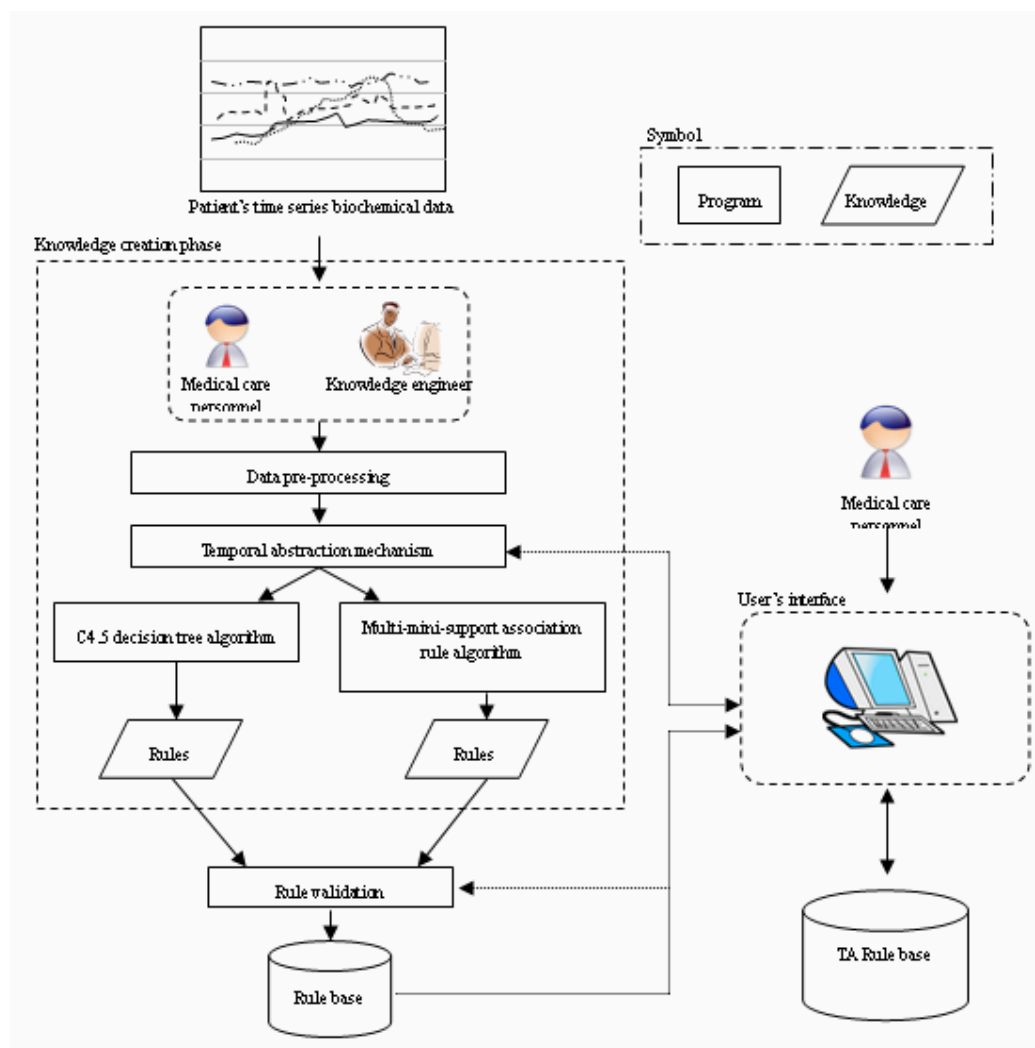 Patient's time series biochemical data
Symbol
Program
Knowledge
Knowledge creation phase
Medical care
personnel
Knowledge engineer
Data pre-processing
Temporal abstraction mechanism
C4.5 decision tree algorithm
Multi-mini-support association
rule algorithm
Rules
Rules
Rule validation
Rule base
Medical care
personnel
User's interface
TA Rule base